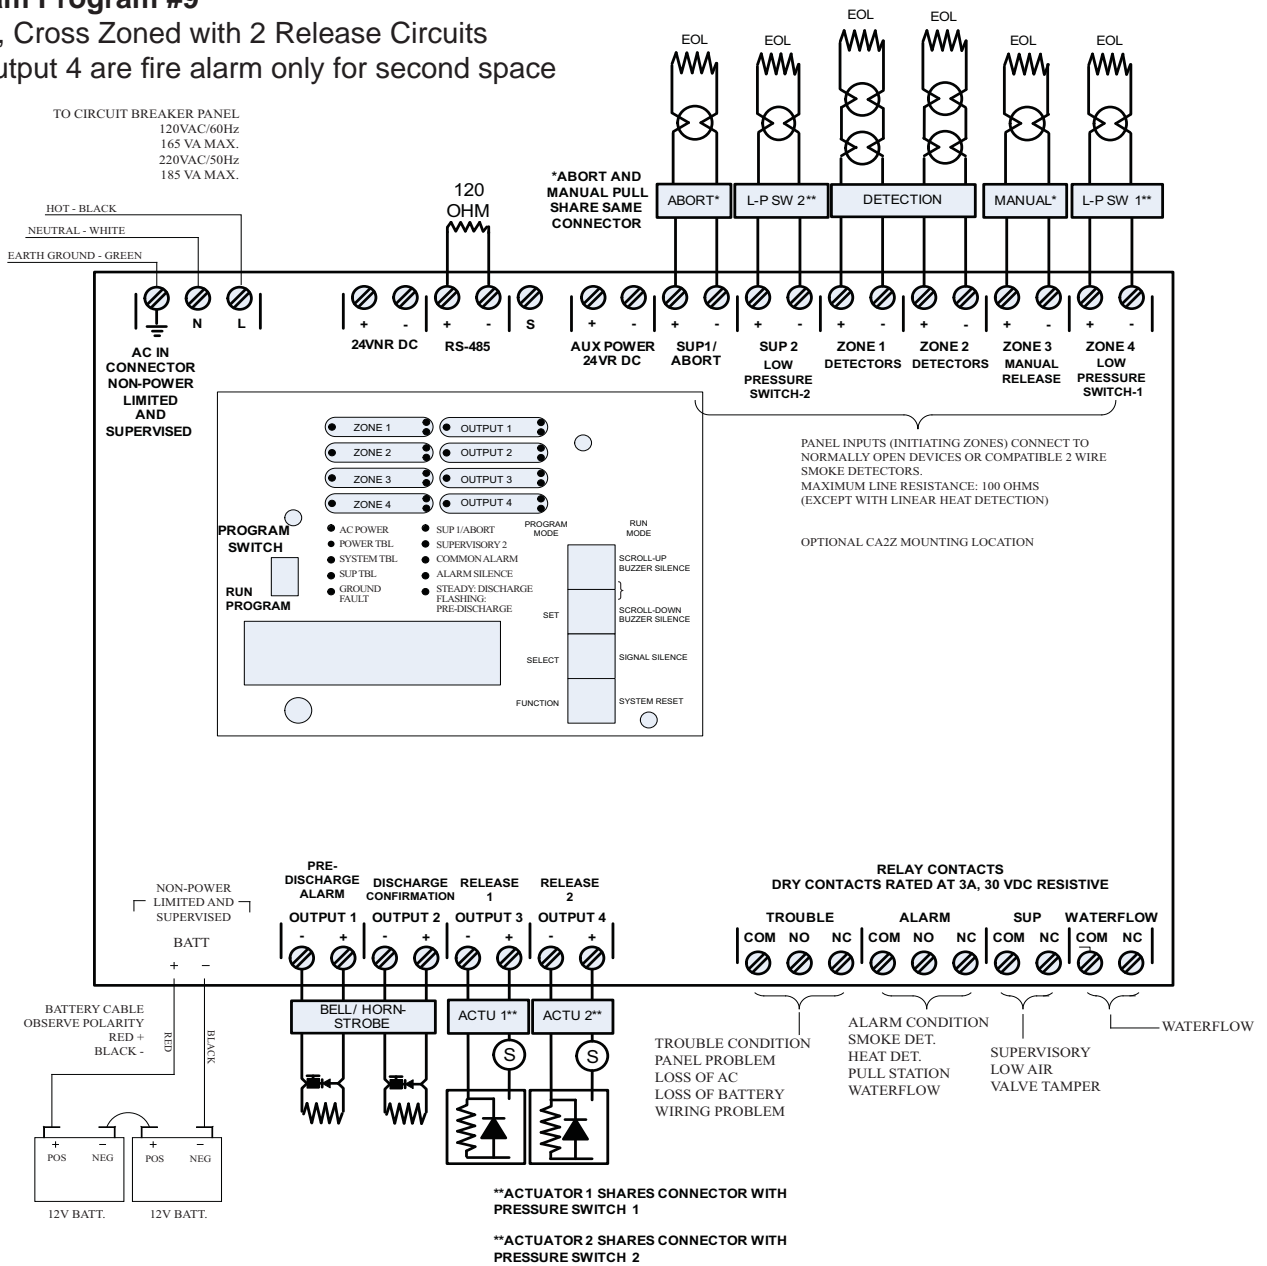 Program #9
, Cross Zoned with 2 Release Circuits
utput 4 are fire alarm only for second space
TO CIRCUIT BREAKER PANEL
120VAC/60Hz
165 VA MAX.
220VAC/50Hz
185 VA MAX.
HOT - BLACK
NEUTRAL - WHITE
EARTH GROUND - GREEN
120
OHM
*ABORT AND
MANUAL PULL
SHARE SAME
CONNECTOR
EOL
EOL
EOL
EOL
EOL
EOL
ABORT*
L-P SW 2**
DETECTION
MANUAL*
L-P SW 1**
N
L
AC IN
CONNECTOR
NON-POWER
LIMITED
AND
SUPERVISED
+ -
24VNR DC
+ -
RS-485
S
+ -
AUX POWER
24VR DC
+ -
SUP1/
ABORT
+ -
SUP 2
LOW
PRESSURE
SWITCH-2
+ -
ZONE 1
DETECTORS
+ -
ZONE 2
DETECTORS
+ -
ZONE 3
MANUAL
RELEASE
+ -
ZONE 4
LOW
PRESSURE
SWITCH-1
PANEL INPUTS (INITIATING ZONES) CONNECT TO
NORMALLY OPEN DEVICES OR COMPATIBLE 2 WIRE
SMOKE DETECTORS.
MAXIMUM LINE RESISTANCE: 100 OHMS
(EXCEPT WITH LINEAR HEAT DETECTION)
OPTIONAL CA2Z MOUNTING LOCATION
ZONE 1
OUTPUT 1
ZONE 2
OUTPUT 2
ZONE 3
OUTPUT 3
ZONE 4
OUTPUT 4
PROGRAM
SWITCH
RUN
PROGRAM
AC POWER
POWER TBL
SYSTEM TBL
SUP TBL
GROUND
FAULT
SUP 1/ABORT
SUPERVISORY 2
COMMON ALARM
ALARM SILENCE
STEADY: DISCHARGE
FLASHING:
PRE-DISCHARGE
PROGRAM
MODE
RUN
MODE
SCROLL-UP
BUZZER SILENCE
}
SET
SCROLL-DOWN
BUZZER SILENCE
SELECT
SIGNAL SILENCE
FUNCTION
SYSTEM RESET
NON-POWER
LIMITED AND
SUPERVISED
BATT
+ −
PRE-
DISCHARGE
ALARM
OUTPUT 1
- +
DISCHARGE
CONFIRMATION
OUTPUT 2
- +
RELEASE
1
OUTPUT 3
- +
RELEASE
2
OUTPUT 4
- +
RELAY CONTACTS
DRY CONTACTS RATED AT 3A, 30 VDC RESISTIVE
TROUBLE
COM NO NC
ALARM
COM NO NC
SUP
COM NC
WATERFLOW
COM NC
BATTERY CABLE
OBSERVE POLARITY
RED +
BLACK -
RED
BLACK
+ −
POS NEG
12V BATT.
+ −
POS NEG
12V BATT.
BELL/ HORN-
STROBE
ACTU 1**
ACTU 2**
S
S
TROUBLE CONDITION
PANEL PROBLEM
LOSS OF AC
LOSS OF BATTERY
WIRING PROBLEM
ALARM CONDITION
SMOKE DET.
HEAT DET.
PULL STATION
WATERFLOW
SUPERVISORY
LOW AIR
VALVE TAMPER
WATERFLOW
**ACTUATOR 1 SHARES CONNECTOR WITH
PRESSURE SWITCH 1
**ACTUATOR 2 SHARES CONNECTOR WITH
PRESSURE SWITCH 2